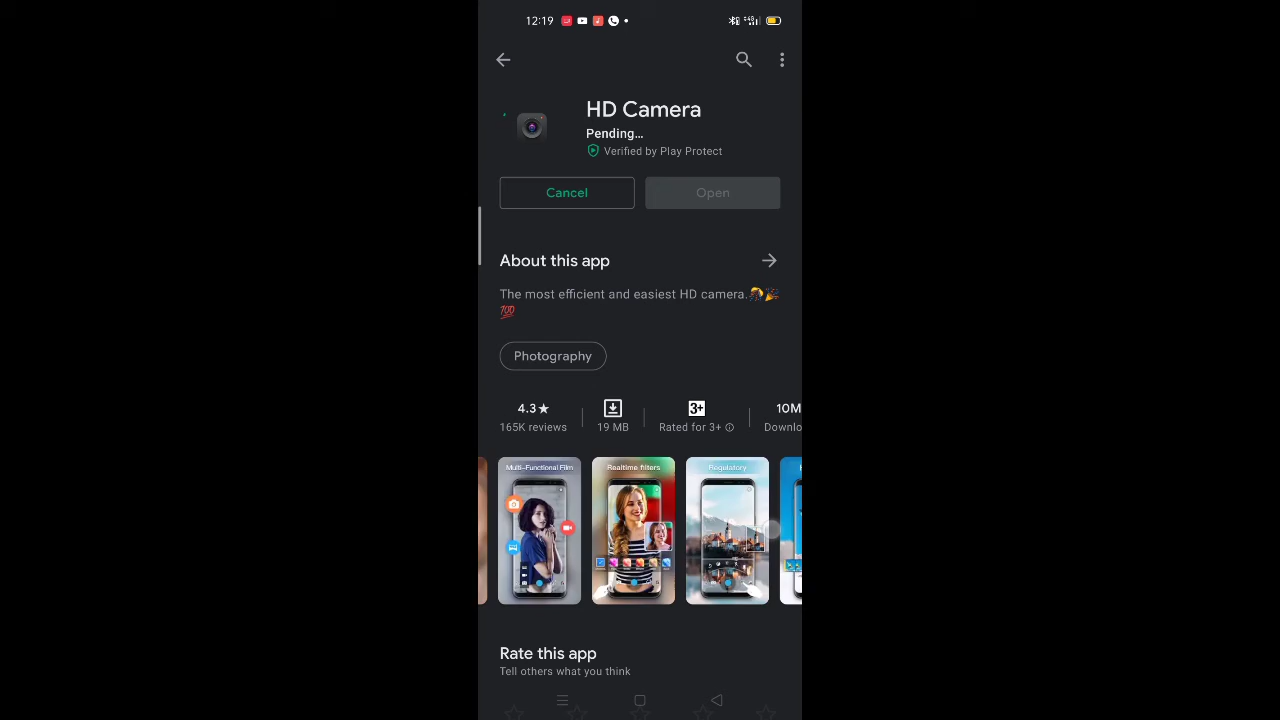 12:19
HD Camera
Pending...
Verified by Play Protect
Cancel
Open
About this app
The most efficient and easiest HD camera.🎊🎉
💯
Photography
4.3★
165K reviews
19 MB
3+
Rated for 3+
10M
Downlo
Multi-Functional Film
Realtime filters
Regulatory
Rate this app
Tell others what you think